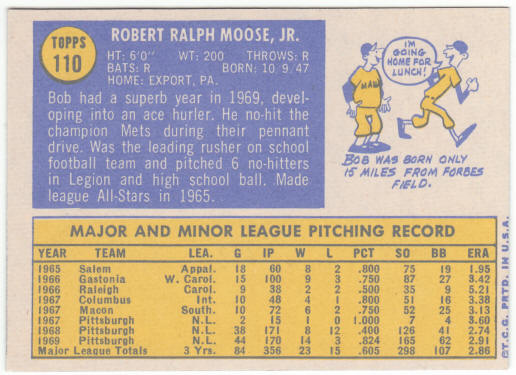 TOPPS
110
ROBERT RALPH MOOSE, JR.
HT: 6'0" WT: 200 THROWS: R
BATS: R BORN: 10.9.47
HOME: EXPORT, PA.
Bob had a superb year in 1969, devel-
oping into an ace hurler. He no-hit the
champion Mets during their pennant
drive. Was the leading rusher on school
football team and pitched 6 no-hitters
in Legion and high school ball. Made
league All-Stars in 1965.
I'M
GOING
HOME FOR
LUNCH!
BOB WAS BORN ONLY
15 MILES FROM FORBES
FIELD.
MAJOR AND MINOR LEAGUE PITCHING RECORD
YEAR TEAM LEA. G IP W L PCT SO BB ERA
1965 Salem Appal. 18 60 8 2 .800 75 19 1.95
1966 Gastonia W. Carol. 15 100 9 3 .750 87 27 3.42
1966 Raleigh Carol. 9 38 2 2 .500 35 9 5.21
1967 Columbus Int. 10 48 4 1 .800 51 16 3.38
1967 Macon South. 10 72 6 2 .750 52 25 3.13
1967 Pittsburgh N.L. 2 15 1 0 1.000 7 4 3.60
1968 Pittsburgh N.L. 38 171 8 12 .400 126 41 2.74
1969 Pittsburgh N.L. 44 170 14 3 .824 165 62 2.91
Major League Totals 3 Yrs. 84 356 23 15 .605 298 107 2.86
©T.C.G. PRTD. IN U.S.A.